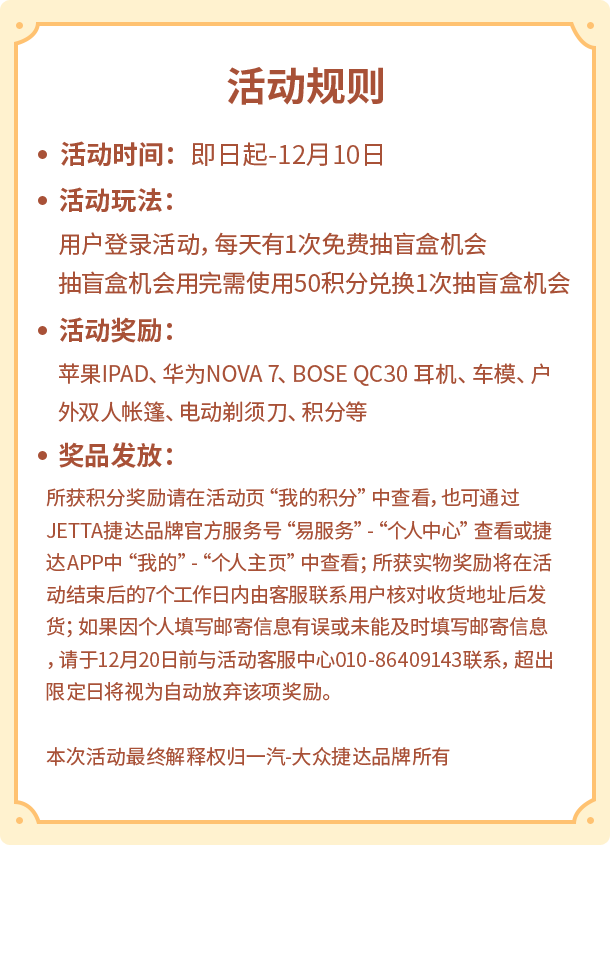 活动规则
• 活动时间：即日起-12月10日
• 活动玩法：
用户登录活动，每天有1次免费抽盲盒机会
抽盲盒机会用完需使用50积分兑换1次抽盲盒机会
• 活动奖励：
苹果IPAD、华为NOVA 7、BOSE QC30 耳机、车模、户
外双人帐篷、电动剃须刀、积分等
• 奖品发放：
所获积分奖励请在活动页“我的积分”中查看，也可通过
JETTA捷达品牌官方服务号“易服务”-“个人中心”查看或捷
达APP中“我的”-“个人主页”中查看；所获实物奖励将在活
动结束后的7个工作日内由客服联系用户核对收货地址后发
货；如果因个人填写邮寄信息有误或未能及时填写邮寄信息
，请于12月20日前与活动客服中心010-86409143联系，超出
限定日将视为自动放弃该项奖励。
本次活动最终解释权归一汽-大众捷达品牌所有